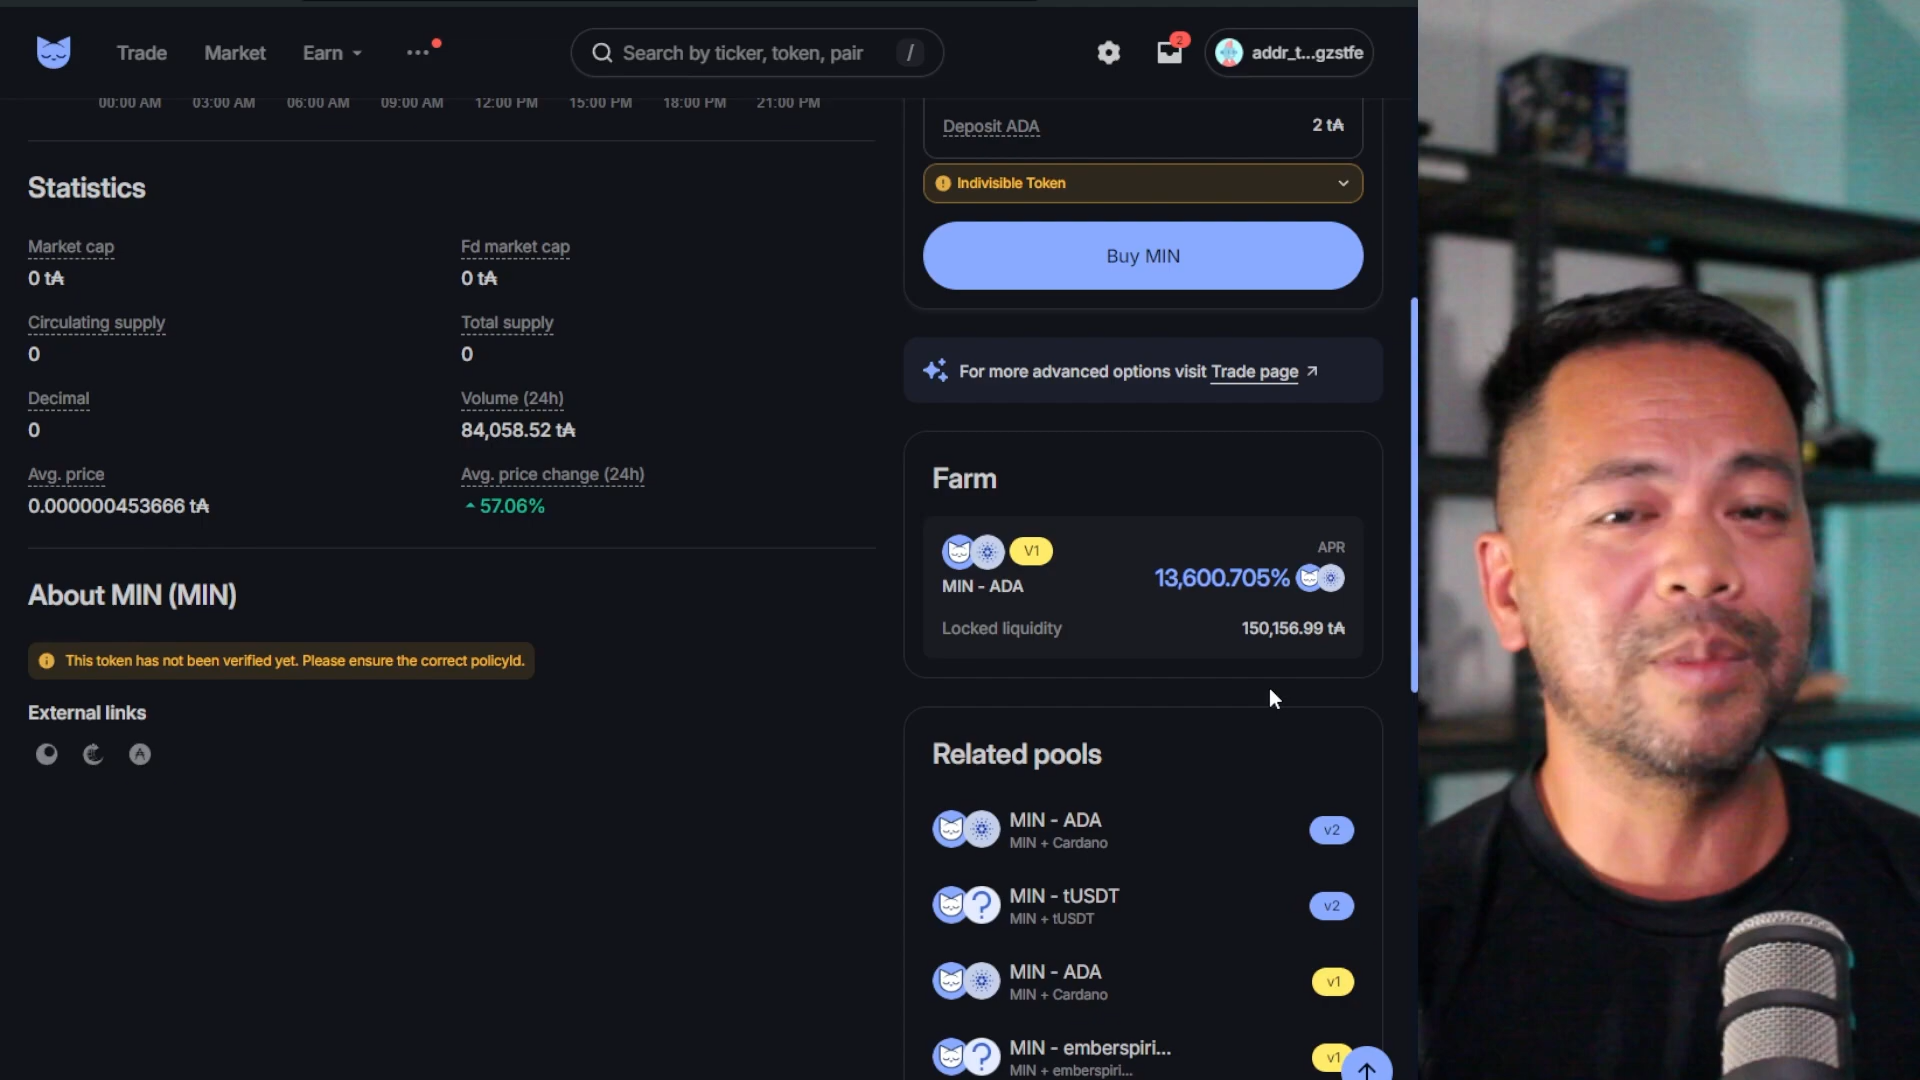 Trade
Market
Earn
Search by ticker, token, pair
/
2
addr_t...gzstfe
00:00 AM 03:00 AM 06:00 AM 09:00 AM 12:00 PM 15:00 PM 18:00 PM 21:00 PM
Statistics
Market cap
0 t₳
Fd market cap
0 t₳
Circulating supply
0
Total supply
0
Decimal
0
Volume (24h)
84,058.52 t₳
Avg. price
0.000000453666 t₳
Avg. price change (24h)
57.06%
About MIN (MIN)
This token has not been verified yet. Please ensure the correct policyId.
External links
Deposit ADA 2 t₳
Indivisible Token
Buy MIN
For more advanced options visit Trade page
Farm
V1
MIN - ADA
APR
13,600.705%
Locked liquidity 150,156.99 t₳
Related pools
MIN - ADA
MIN + Cardano
v2
MIN - tUSDT
MIN + tUSDT
v2
MIN - ADA
MIN + Cardano
v1
MIN - emberspiri...
MIN + emberspiri...
v1